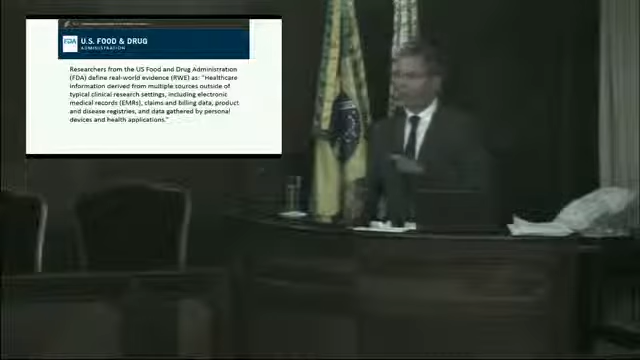 FDA
U.S. FOOD & DRUG
ADMINISTRATION
Researchers from the US Food and Drug Administration
(FDA) define real-world evidence (RWE) as: "Healthcare
information derived from multiple sources outside of
typical clinical research settings, including electronic
medical records (EMRs), claims and billing data, product
and disease registries, and data gathered by personal
devices and health applications."